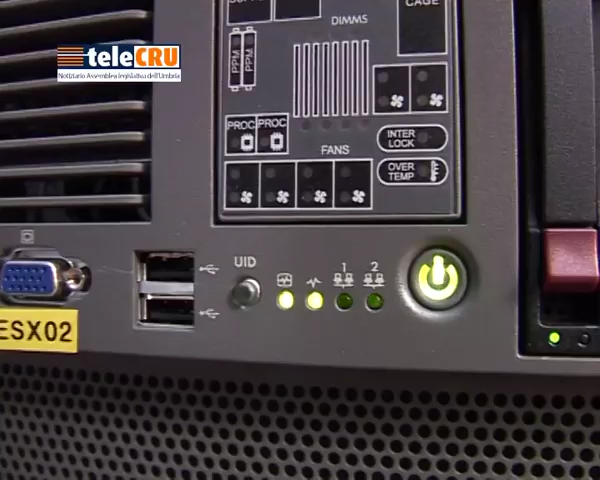 teleCRU
Notiziario Assemblea legislativa dell'Umbria
DIMMS
CAGE
PPM PPM
PROC PROC
INTER LOCK
FANS
OVER TEMP
UID
1 2
ESX02